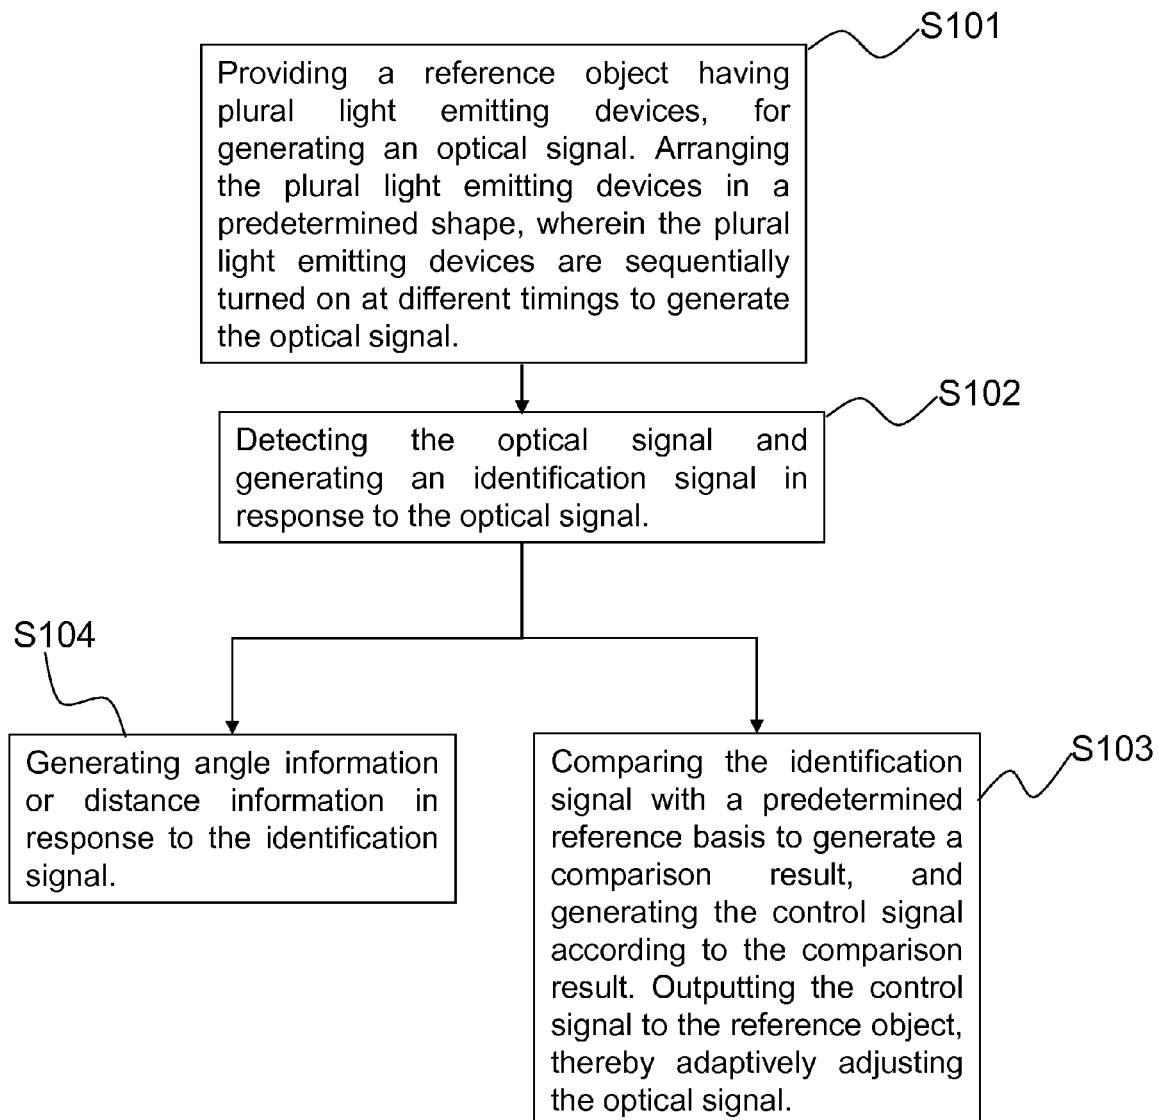 S101
Providing a reference object having
plural light emitting devices, for
generating an optical signal. Arranging
the plural light emitting devices in a
predetermined shape, wherein the plural
light emitting devices are sequentially
turned on at different timings to generate
the optical signal.
S102
Detecting the optical signal and
generating an identification signal in
response to the optical signal.
S104
Generating angle information
or distance information in
response to the identification
signal.
S103
Comparing the identification
signal with a predetermined
reference basis to generate a
comparison result, and
generating the control signal
according to the comparison
result. Outputting the control
signal to the reference object,
thereby adaptively adjusting
the optical signal.